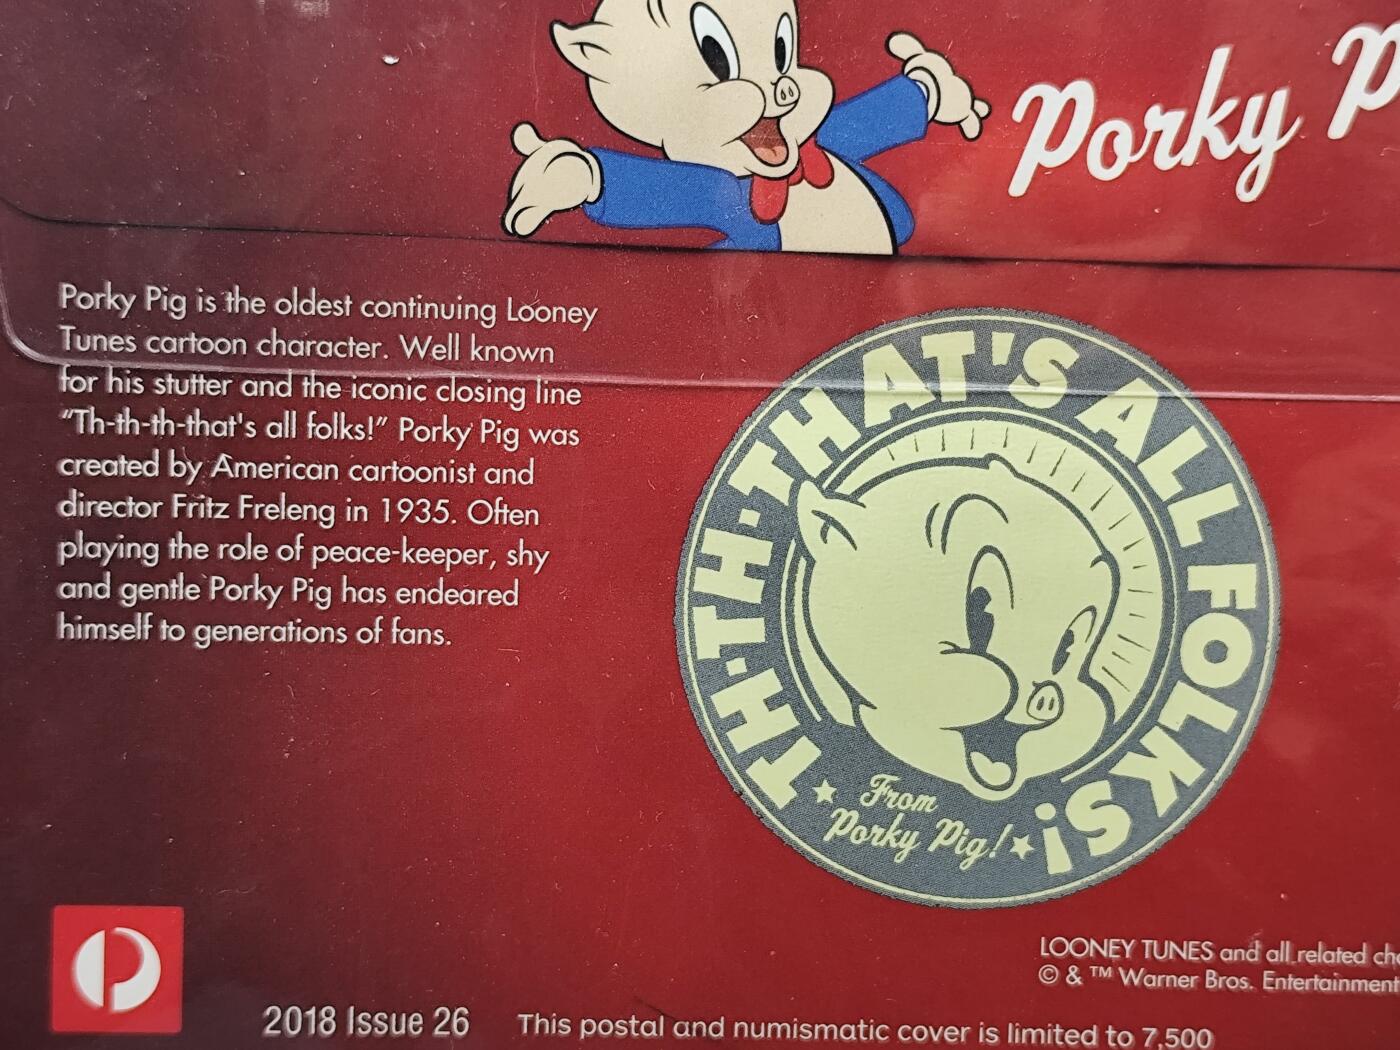 Porky P
Porky Pig is the oldest continuing Looney
Tunes cartoon character. Well known
for his stutter and the iconic closing line
“Th-th-th-that's all folks!” Porky Pig was
created by American cartoonist and
director Fritz Freleng in 1935. Often
playing the role of peace-keeper, shy
and gentle Porky Pig has endeared
himself to generations of fans.
TH·TH·TH·THAT'S ALL FOLKS!
From
Porky Pig!
LOONEY TUNES and all related
© & ™ Warner Bros. Entertainment
2018 Issue 26
This postal and numismatic cover is limited to 7,500